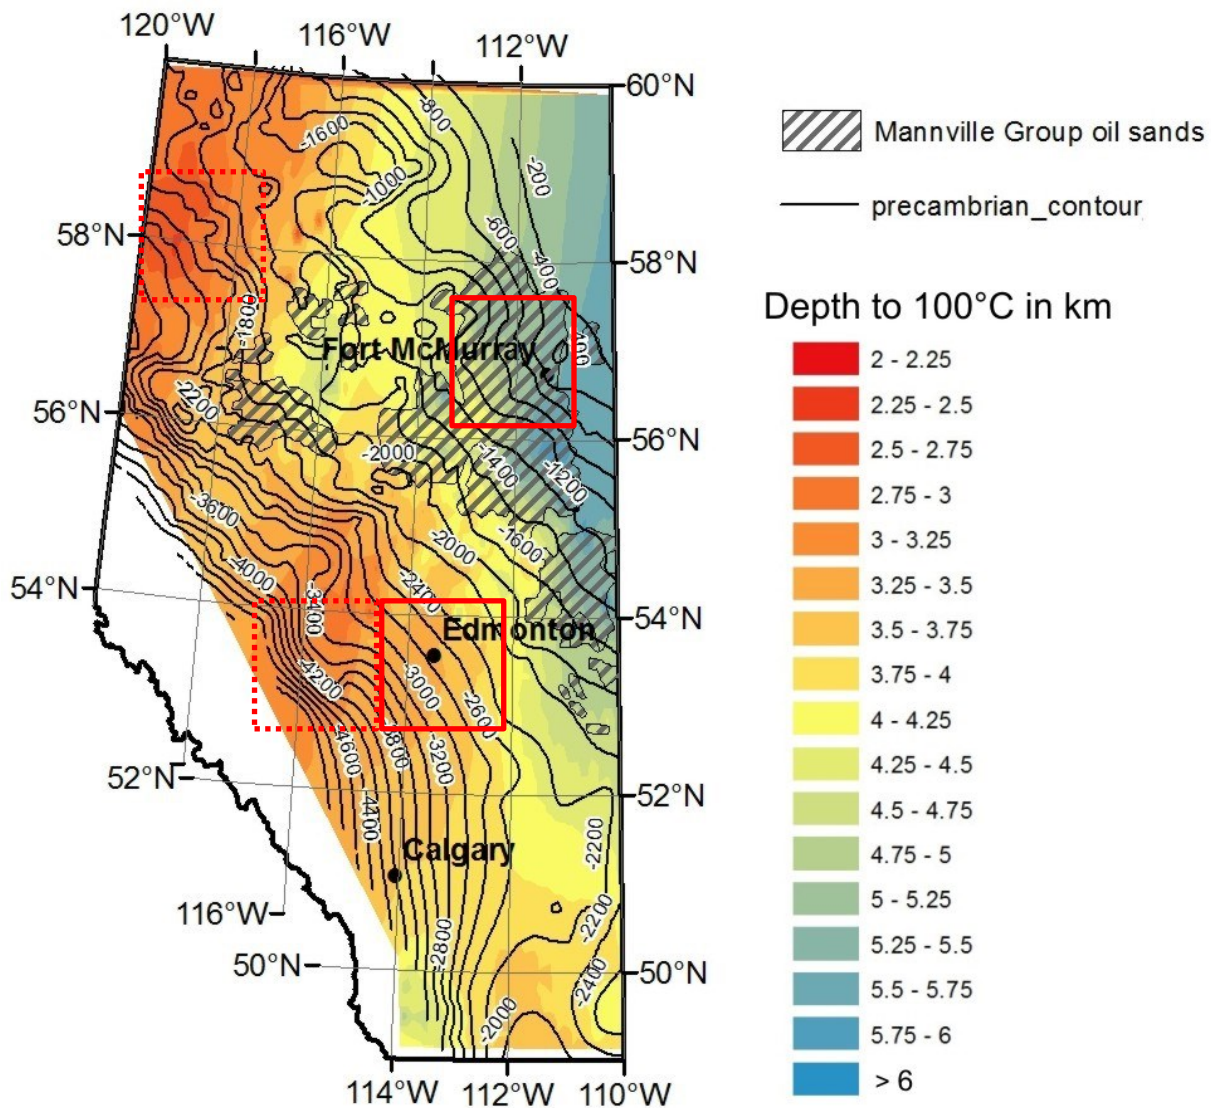 120°W
116°W
112°W
60°N
-800
-1600
-200
-1000
Mannville Group oil sands
precambrian_contour
58°N
-600
-400
58°N
-1800
Depth to 100°C in km
Fort McMurray
2 - 2.25
2.25 - 2.5
2.5 - 2.75
2.75 - 3
3 - 3.25
3.25 - 3.5
3.5 - 3.75
3.75 - 4
4 - 4.25
4.25 - 4.5
4.5 - 4.75
4.75 - 5
5 - 5.25
5.25 - 5.5
5.5 - 5.75
5.75 - 6
> 6
56°N
-2200
56°N
-2000
-1400
-1200
-3600
-2000
-1600
-4000
54°N
-2400
-3400
54°N
Edmonton
-4200
-3000
-2600
-4600
-3200
52°N
52°N
-4400
-2200
Calgary
116°W
-2200
-2800
50°N
50°N
-2400
-2000
114°W
112°W
110°W